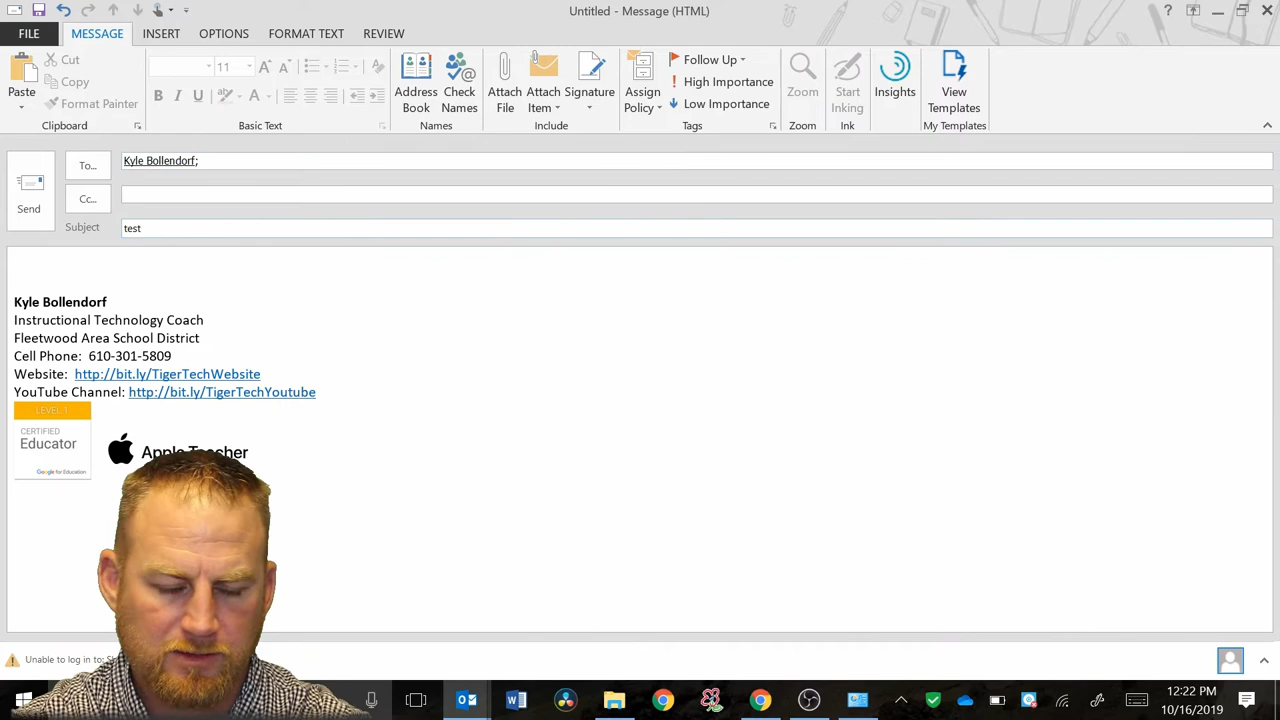 Untitled - Message (HTML)
FILE MESSAGE INSERT OPTIONS FORMAT TEXT REVIEW
Paste
Cut
Copy
Format Painter
Clipboard
11
B I U A
Basic Text
Address Book
Check Names
Names
Attach File
Attach Item
Signature
Include
Assign Policy
Follow Up
High Importance
Low Importance
Tags
Zoom
Zoom
Start Inking
Ink
Insights
View Templates
My Templates
Send
To... Kyle Bollendorf;
Cc...
Subject test
Kyle Bollendorf
Instructional Technology Coach
Fleetwood Area School District
Cell Phone: 610-301-5809
Website: http://bit.ly/TigerTechWebsite
YouTube Channel: http://bit.ly/TigerTechYoutube
LEVEL 1
CERTIFIED
Educator
Google for Education
Apple Teacher
Unable to log in to:
12:22 PM
10/16/2019